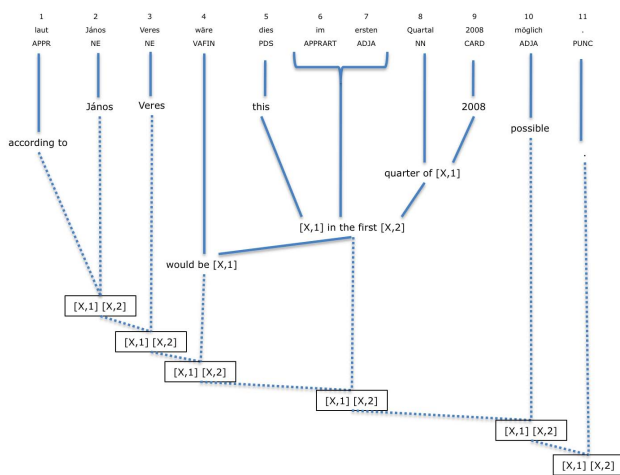 1 2 3 4 5 6 7 8 9 10 11
laut János Veres wäre dies im ersten Quartal 2008 möglich .
APPR NE NE VAFIN PDS APPRART ADJA NN CARD ADJA PUNC
János Veres this 2008
possible
according to .
quarter of [X,1]
[X,1] in the first [X,2]
would be [X,1]
[X,1] [X,2]
[X,1] [X,2]
[X,1] [X,2]
[X,1] [X,2]
[X,1] [X,2]
[X,1] [X,2]